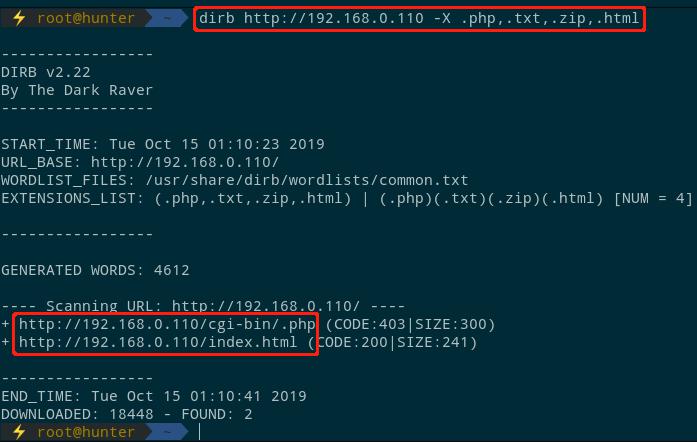 ⚡ root@hunter ~ dirb http://192.168.0.110 -X .php,.txt,.zip,.html
-----------------
DIRB v2.22
By The Dark Raver
-----------------
START_TIME: Tue Oct 15 01:10:23 2019
URL_BASE: http://192.168.0.110/
WORDLIST_FILES: /usr/share/dirb/wordlists/common.txt
EXTENSIONS_LIST: (.php,.txt,.zip,.html) | (.php)(.txt)(.zip)(.html) [NUM = 4]
-----------------
GENERATED WORDS: 4612
---- Scanning URL: http://192.168.0.110/ ----
+ http://192.168.0.110/cgi-bin/.php (CODE:403|SIZE:300)
+ http://192.168.0.110/index.html (CODE:200|SIZE:241)
-----------------
END_TIME: Tue Oct 15 01:10:41 2019
DOWNLOADED: 18448 - FOUND: 2
⚡ root@hunter ~